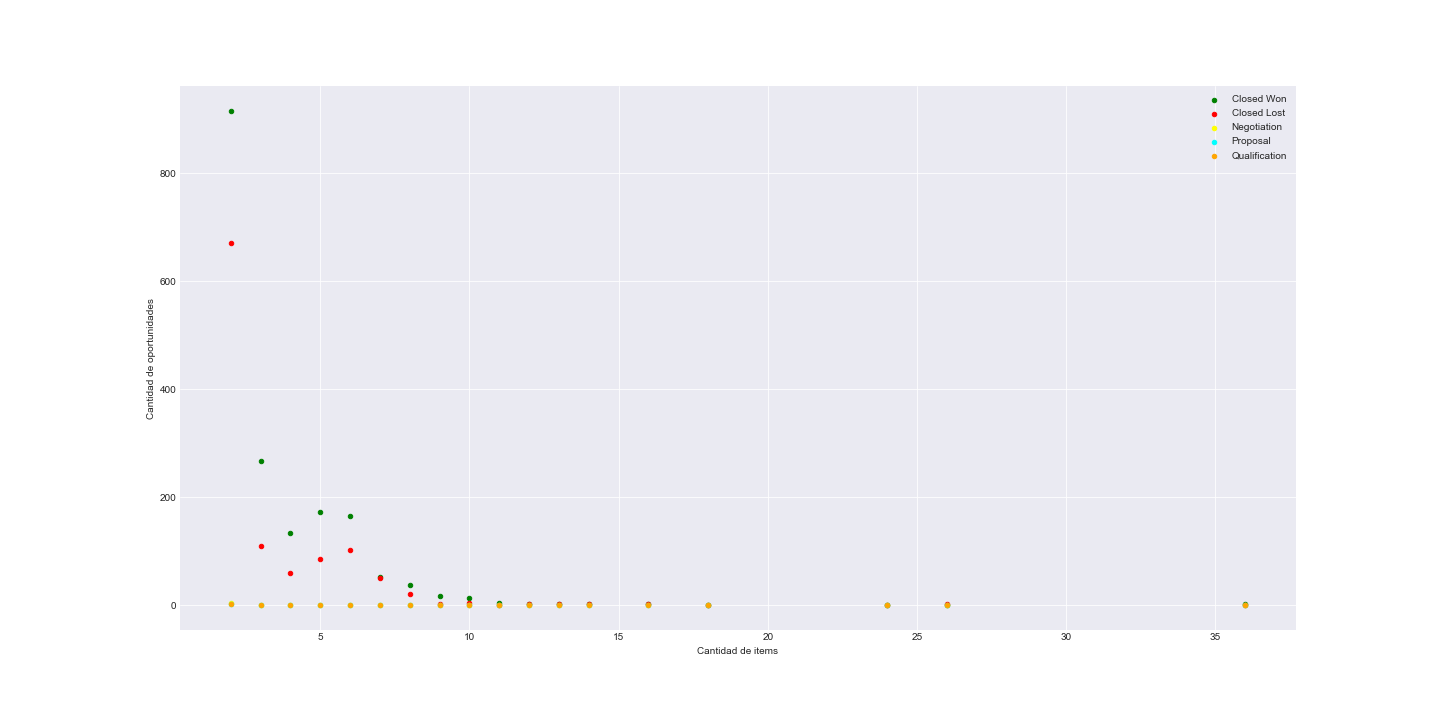 Closed Won
Closed Lost
Negotiation
Proposal
Qualification
800
600
400
200
0
Cantidad de oportunidades
5
10
15
20
25
30
35
Cantidad de items